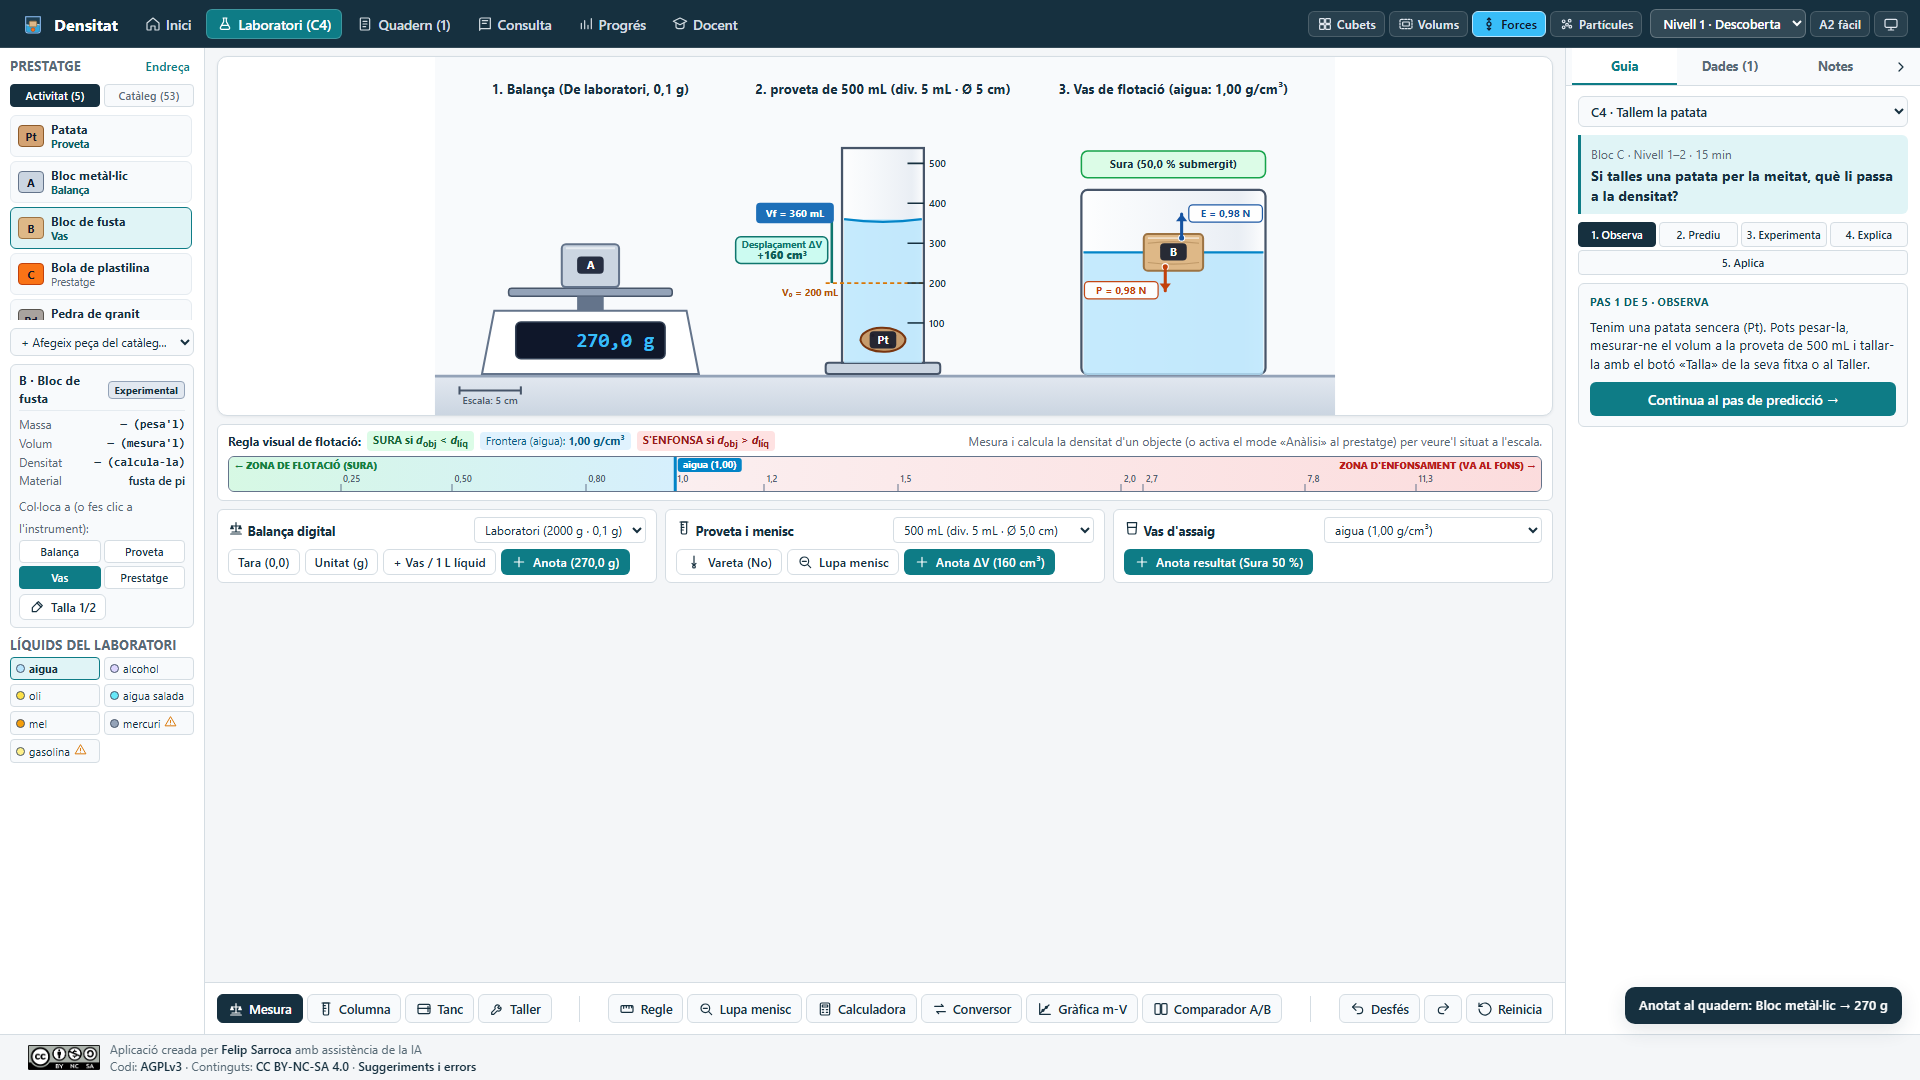 Densitat
Inici
Laboratori (C4)
Quadern (1)
Consulta
Progrés
Docent
Cubets
Volums
Forces
Partícules
Nivell 1 · Descoberta
A2 fàcil
PRESTATGE
Endreça
Activitat (5)
Catàleg (53)
Pt
Patata
Proveta
A
Bloc metàl·lic
Balança
B
Bloc de fusta
Vas
C
Bola de plastilina
Prestatge
Pedra de granit
+ Afegeix peça del catàleg...
B · Bloc de fusta
Experimental
Massa — (pesa'l)
Volum — (mesura'l)
Densitat — (calcula-la)
Material fusta de pi
Col·loca a (o fes clic a
l'instrument):
Balança
Proveta
Vas
Prestatge
Talla 1/2
LÍQUIDS DEL LABORATORI
aigua
alcohol
oli
aigua salada
mel
mercuri
gasolina
1. Balança (De laboratori, 0,1 g)
2. proveta de 500 mL (div. 5 mL · Ø 5 cm)
3. Vas de flotació (aigua: 1,00 g/cm³)
A
270,0 g
Escala: 5 cm
500
400
300
200
100
Vf = 360 mL
Desplaçament ΔV
+160 cm³
V₀ = 200 mL
Pt
Sura (50,0 % submergit)
E = 0,98 N
B
P = 0,98 N
Regla visual de flotació:
SURA si d_obj < d_líq
Frontera (aigua): 1,00 g/cm³
S'ENFONSA si d_obj > d_líq
Mesura i calcula la densitat d'un objecte (o activa el mode «Anàlisi» al prestatge) per veure'l situat a l'escala.
← ZONA DE FLOTACIÓ (SURA)
aigua (1,00)
ZONA D'ENFONSAMENT (VA AL FONS) →
0,25
0,50
0,80
1,0
1,2
1,5
2,0
2,7
7,8
11,3
Balança digital
Laboratori (2000 g · 0,1 g)
Tara (0,0)
Unitat (g)
+ Vas / 1 L líquid
Anota (270,0 g)
Proveta i menisc
500 mL (div. 5 mL · Ø 5,0 cm)
Vareta (No)
Lupa menisc
Anota ΔV (160 cm³)
Vas d'assaig
aigua (1,00 g/cm³)
Anota resultat (Sura 50 %)
Guia
Dades (1)
Notes
C4 · Tallem la patata
Bloc C · Nivell 1–2 · 15 min
Si talles una patata per la meitat, què li passa
a la densitat?
1. Observa
2. Prediu
3. Experimenta
4. Explica
5. Aplica
PAS 1 DE 5 · OBSERVA
Tenim una patata sencera (Pt). Pots pesar-la,
mesurar-ne el volum a la proveta de 500 mL i tallar-
la amb el botó «Talla» de la seva fitxa o al Taller.
Continua al pas de predicció →
Mesura
Columna
Tanc
Taller
Regle
Lupa menisc
Calculadora
Conversor
Gràfica m-V
Comparador A/B
Desfés
Reinicia
Anotat al quadern: Bloc metàl·lic → 270 g
CC BY NC SA
Aplicació creada per Felip Sarroca amb assistència de la IA
Codi: AGPLv3 · Continguts: CC BY-NC-SA 4.0 · Suggeriments i errors